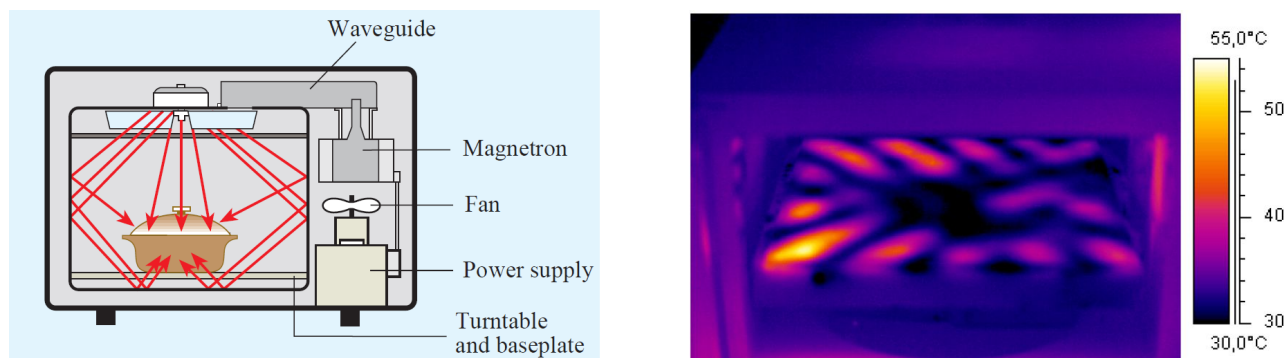 Waveguide
Magnetron
Fan
Power supply
Turntable
and baseplate
55,0°C
50
40
30
30,0°C